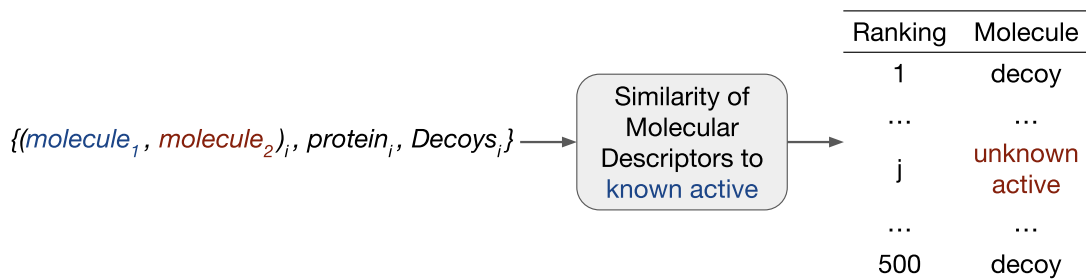 {(molecule₁, molecule₂)ᵢ, proteinᵢ, Decoysᵢ}
Similarity of
Molecular
Descriptors to
known active
Ranking Molecule
1 decoy
... ...
j unknown active
... ...
500 decoy